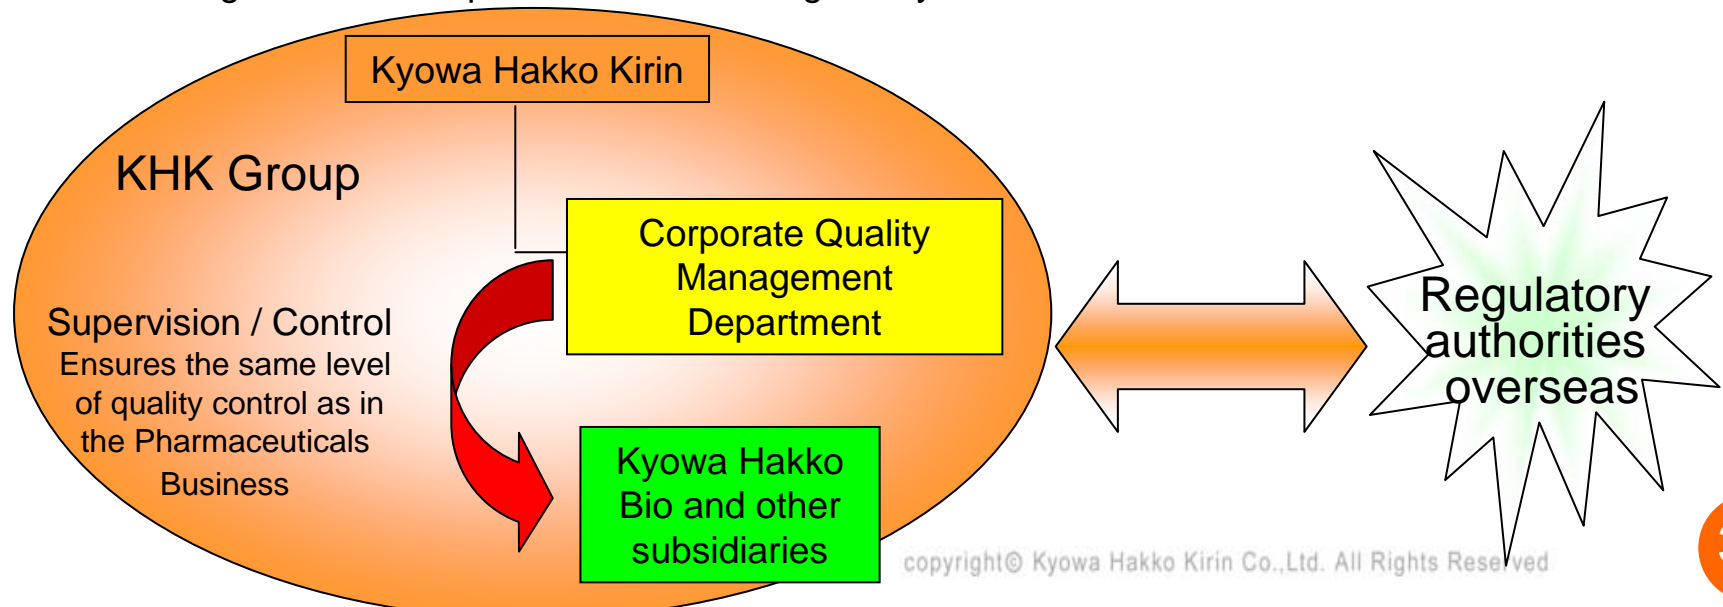 Kyowa Hakko Kirin
KHK Group
Corporate Quality
Management
Department
Supervision / Control
Ensures the same level
of quality control as in
the Pharmaceuticals
Business
Kyowa Hakko
Bio and other
subsidiaries
Regulatory
authorities
overseas
copyright© Kyowa Hakko Kirin Co.,Ltd. All Rights Reserved